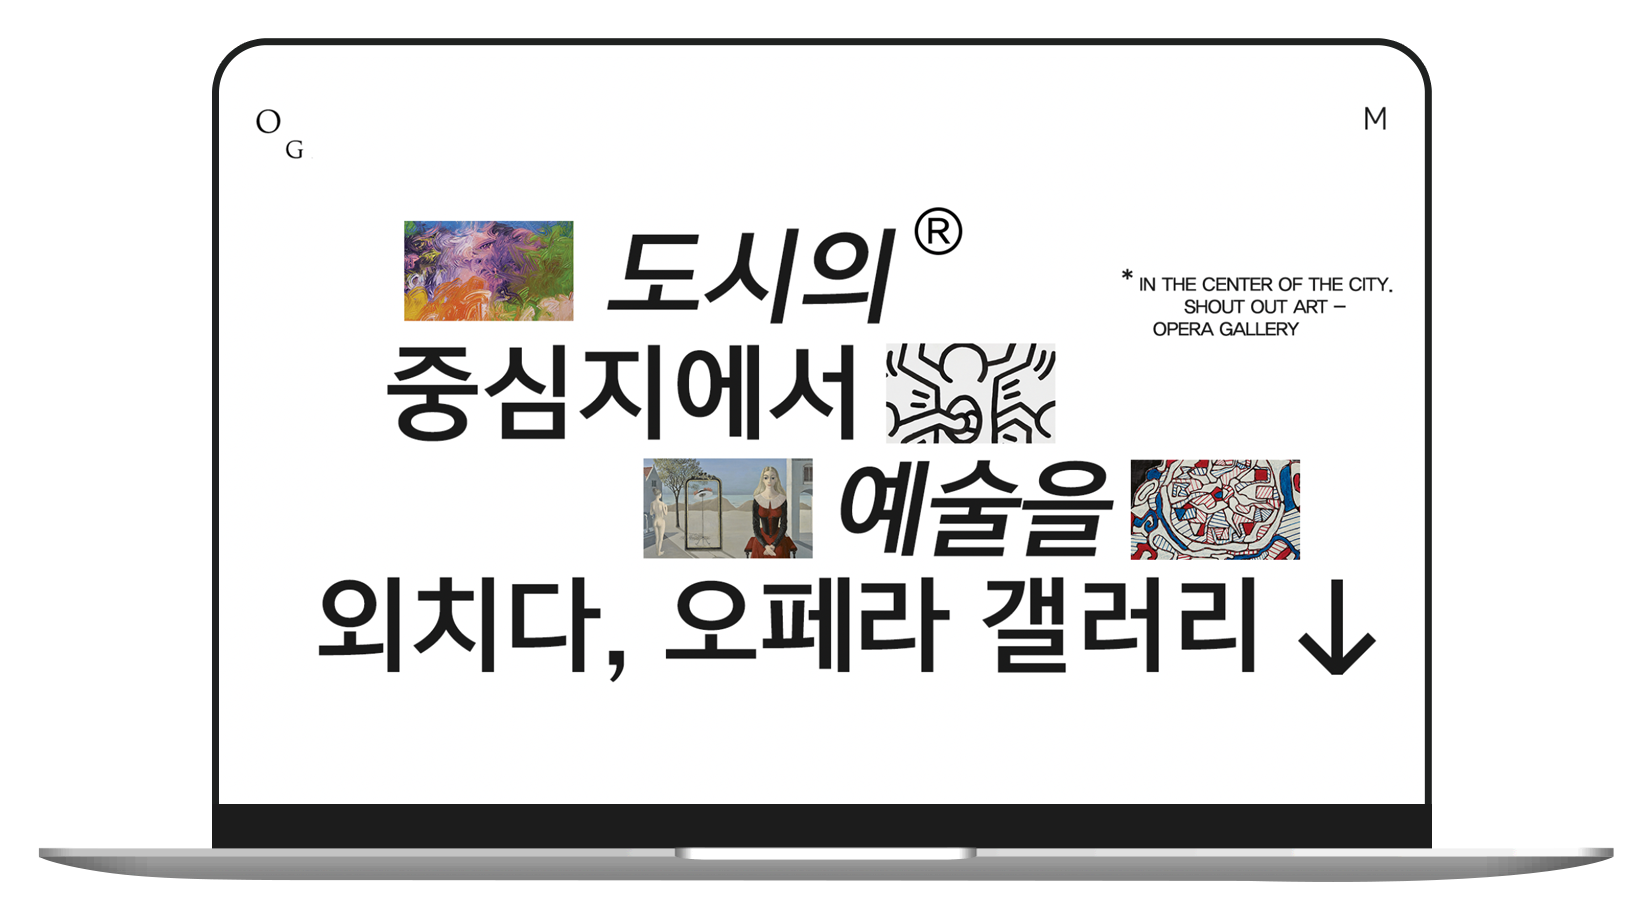 O
G
M
도시의®
* IN THE CENTER OF THE CITY.
SHOUT OUT ART –
OPERA GALLERY
중심지에서
예술을
외치다, 오페라 갤러리 ↓